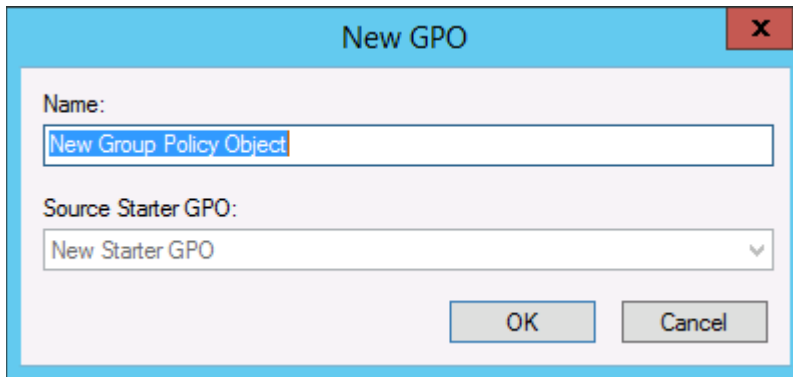 New GPO
x
Name:
New Group Policy Object
Source Starter GPO:
New Starter GPO
OK
Cancel